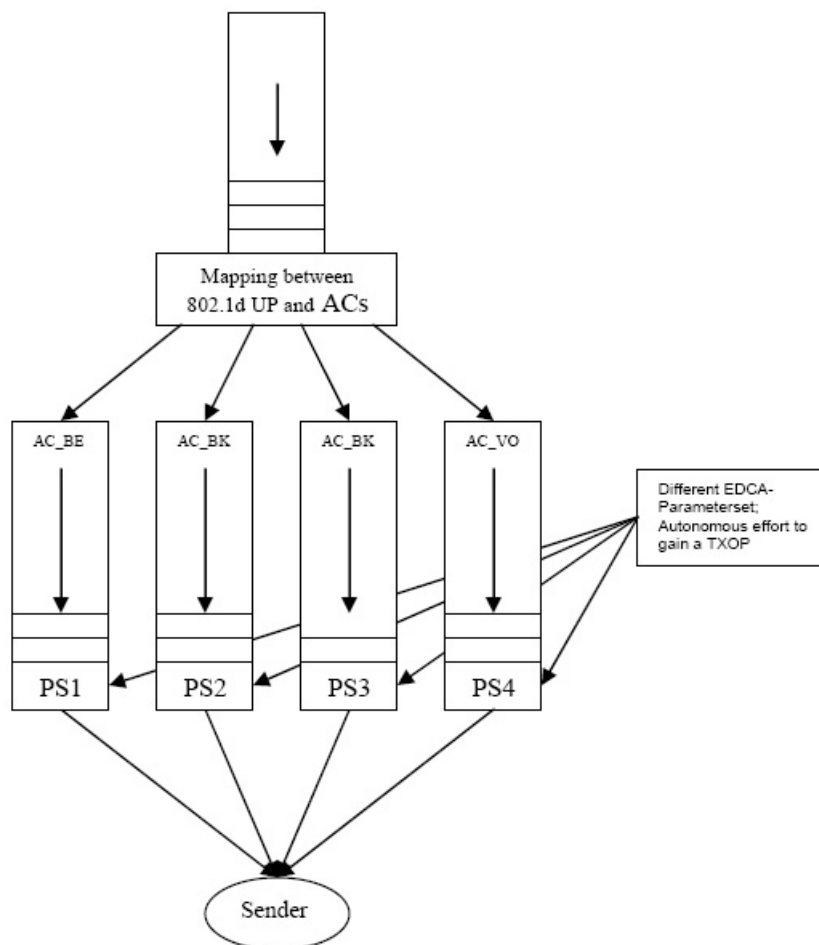 Mapping between
802.1d UP and ACs
AC_BE
AC_BK
AC_BK
AC_VO
Different EDCA-
Parameterset;
Autonomous effort to
gain a TXOP
PS1
PS2
PS3
PS4
Sender